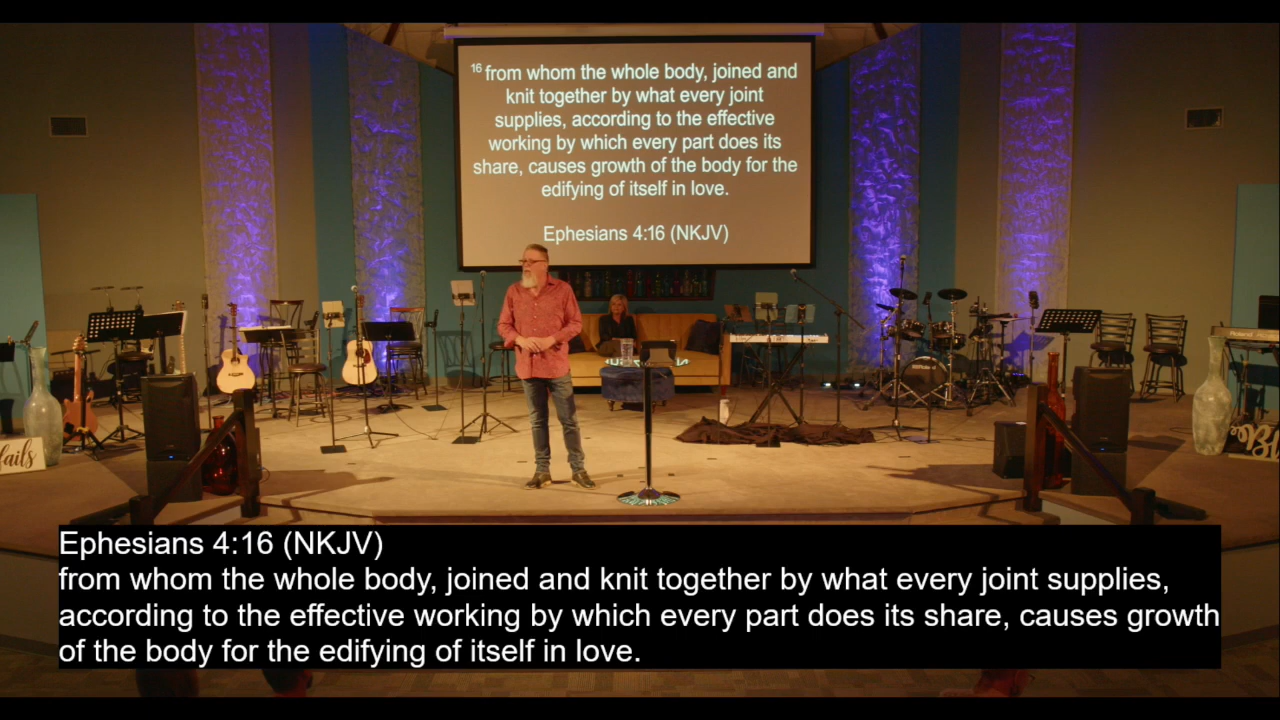 16 from whom the whole body, joined and
knit together by what every joint
supplies, according to the effective
working by which every part does its
share, causes growth of the body for the
edifying of itself in love.
Ephesians 4:16 (NKJV)
fails
Roland
Ble
Ephesians 4:16 (NKJV)
from whom the whole body, joined and knit together by what every joint supplies,
according to the effective working by which every part does its share, causes growth
of the body for the edifying of itself in love.